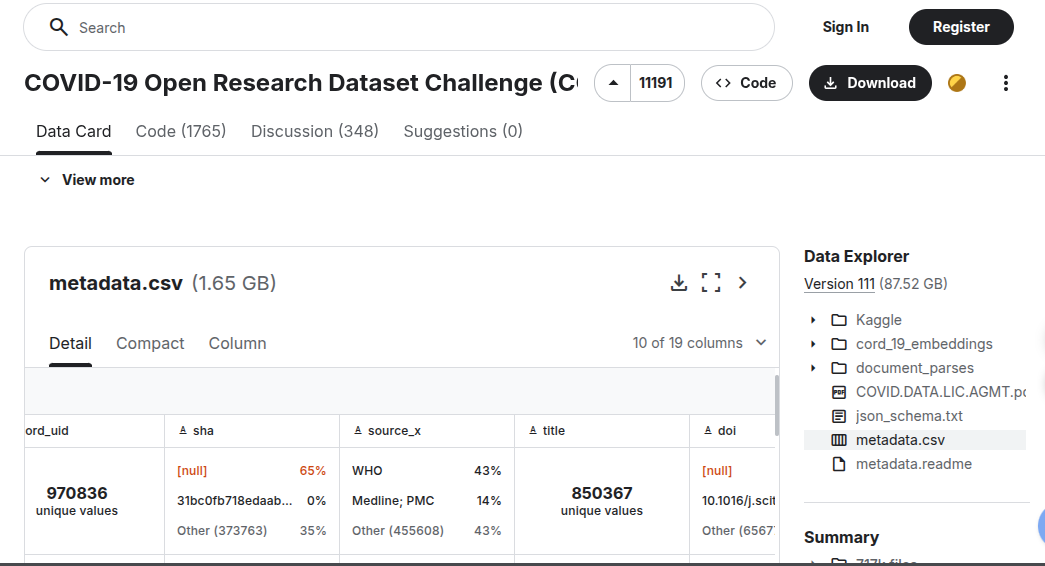 Search
Sign In
Register
COVID-19 Open Research Dataset Challenge (
11191
Code
Download
Data Card
Code (1765)
Discussion (348)
Suggestions (0)
View more
metadata.csv (1.65 GB)
Detail
Compact
Column
10 of 19 columns
ord_uid
sha
source_x
title
doi
970836
unique values
[null] 65%
31bc0fb718edaab... 0%
Other (373763) 35%
WHO 43%
Medline; PMC 14%
Other (455608) 43%
850367
unique values
[null]
10.1016/j.scit
Other (6567
Data Explorer
Version 111 (87.52 GB)
Kaggle
cord_19_embeddings
document_parses
PDF COVID.DATA.LIC.AGMT.
json_schema.txt
metadata.csv
metadata.readme
Summary